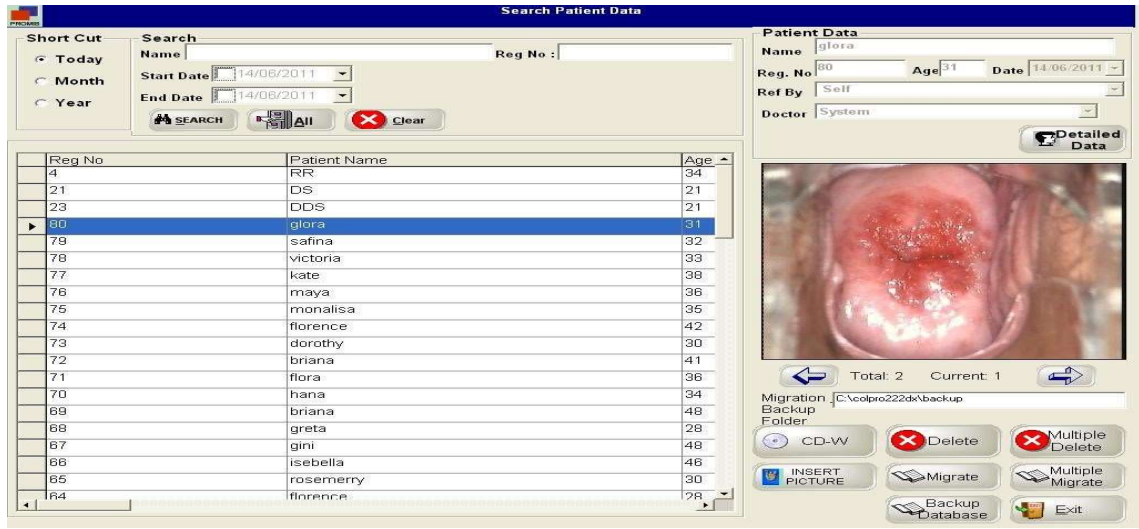 Search Patient Data
PROMIS
Short Cut
Today
Month
Year
Search
Name
Reg No :
Start Date 14/06/2011
End Date 14/06/2011
SEARCH
All
Clear
Patient Data
Name glora
Reg. No 80 Age 31 Date 14/06/2011
Ref By Self
Doctor System
Detailed
Data
Reg No Patient Name Age
4 RR 34
21 DS 21
23 DDS 21
80 glora 31
79 safina 32
78 victoria 33
77 kate 38
76 maya 36
75 monalisa 35
74 florence 42
73 dorothy 30
72 briana 41
71 flora 36
70 hana 34
69 briana 48
68 greta 28
67 gini 48
66 isebella 46
65 rosemerry 30
64 florence 28
Total: 2 Current: 1
Migration C:\colpro222dx\backup
Backup
Folder
CD-W
Delete
Multiple
Delete
INSERT
PICTURE
Migrate
Multiple
Migrate
Backup
Database
Exit